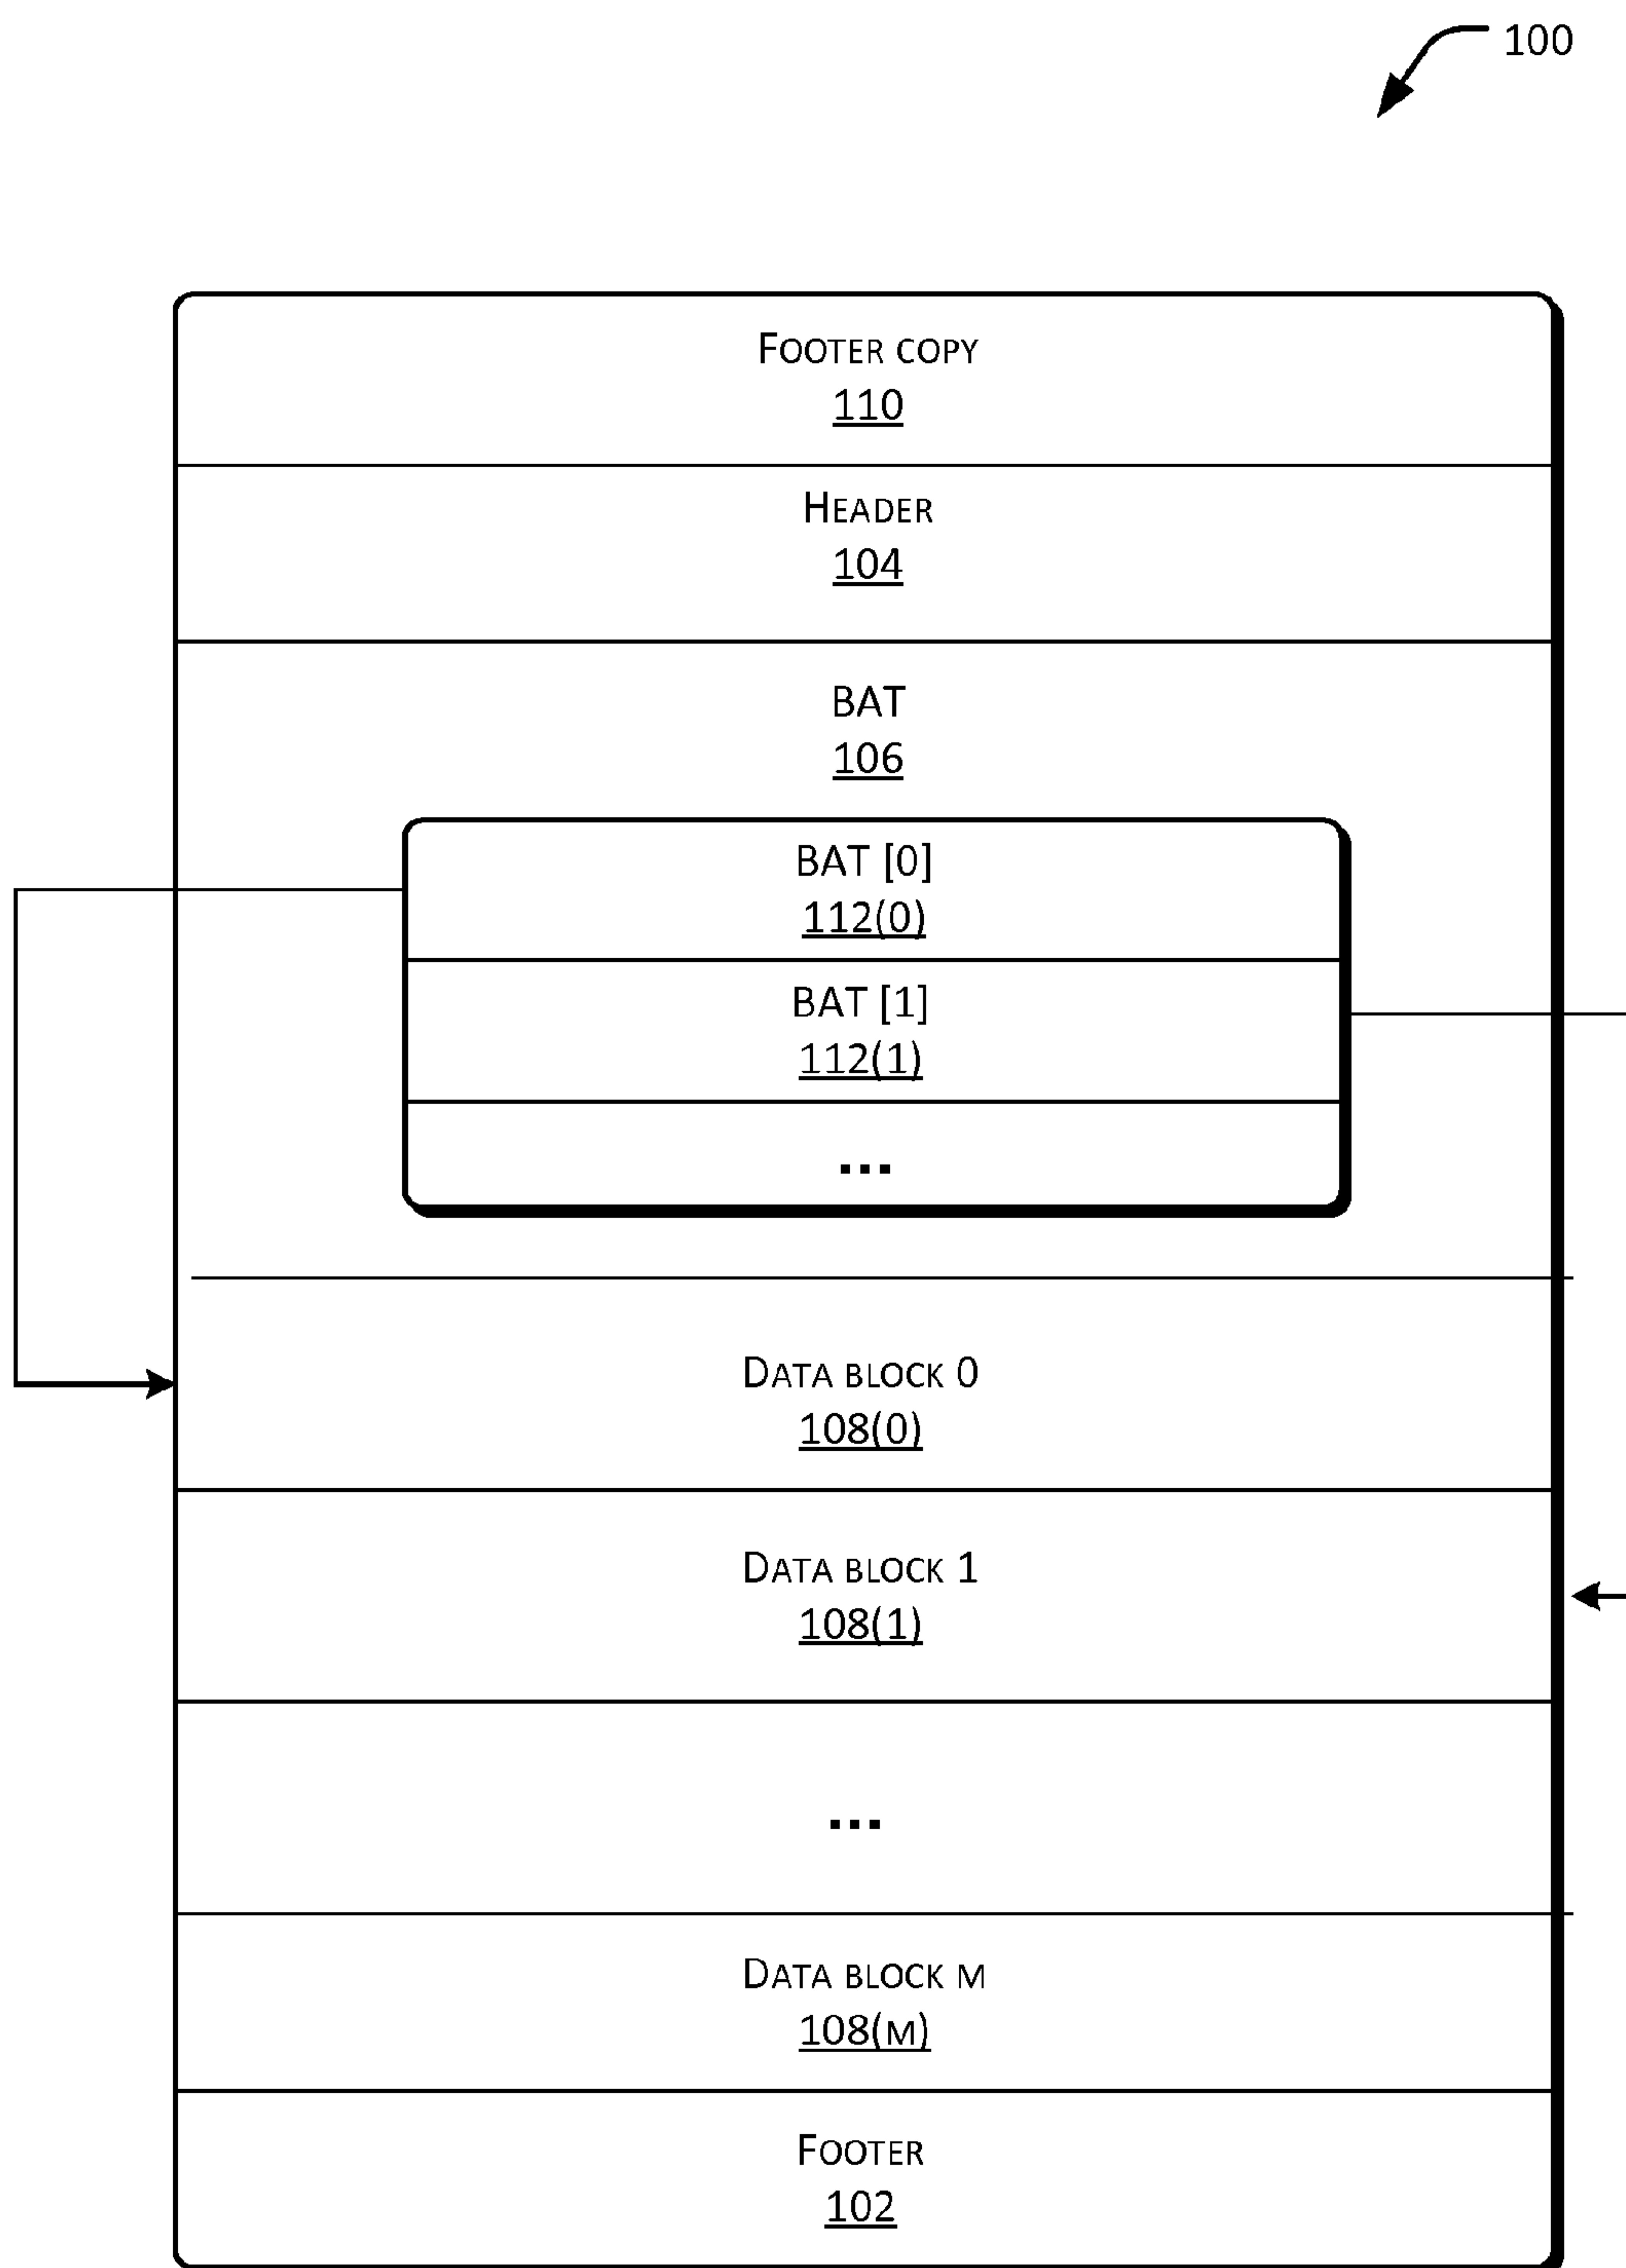 100
FOOTER COPY
110
HEADER
104
BAT
106
BAT [0]
112(0)
BAT [1]
112(1)
...
DATA BLOCK 0
108(0)
DATA BLOCK 1
108(1)
...
DATA BLOCK M
108(M)
FOOTER
102